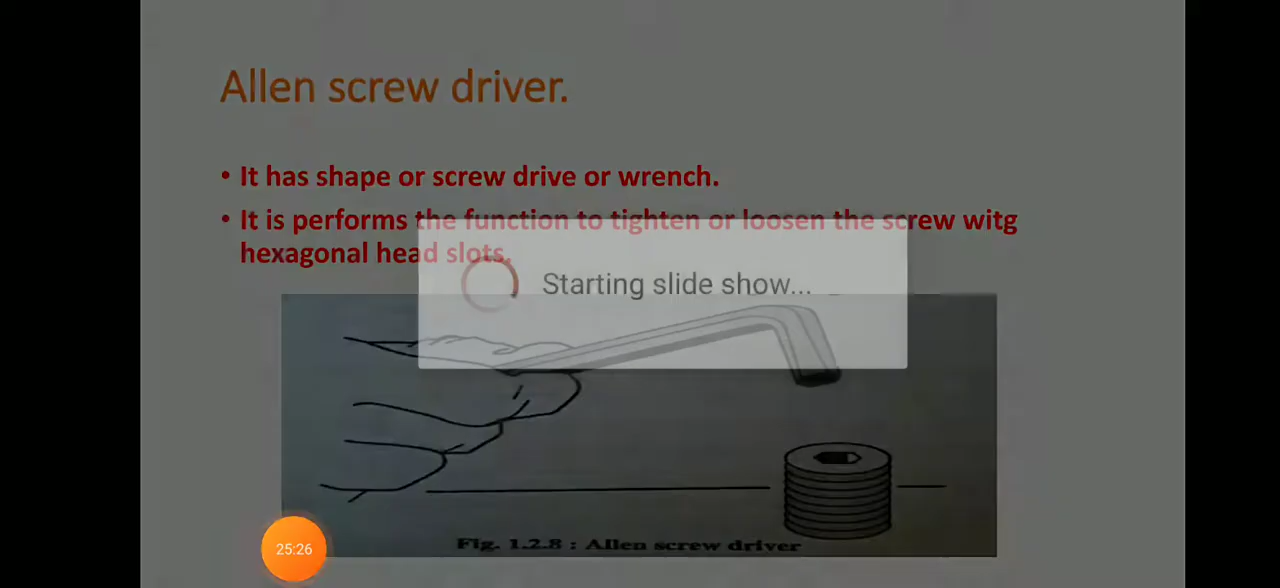 Allen screw driver.
• It has shape or screw drive or wrench.
• It is performs the function to tighten or loosen the screw witg
hexagonal head slots.
Starting slide show...
Fig. 1.2.8 : Allen screw driver
25:26